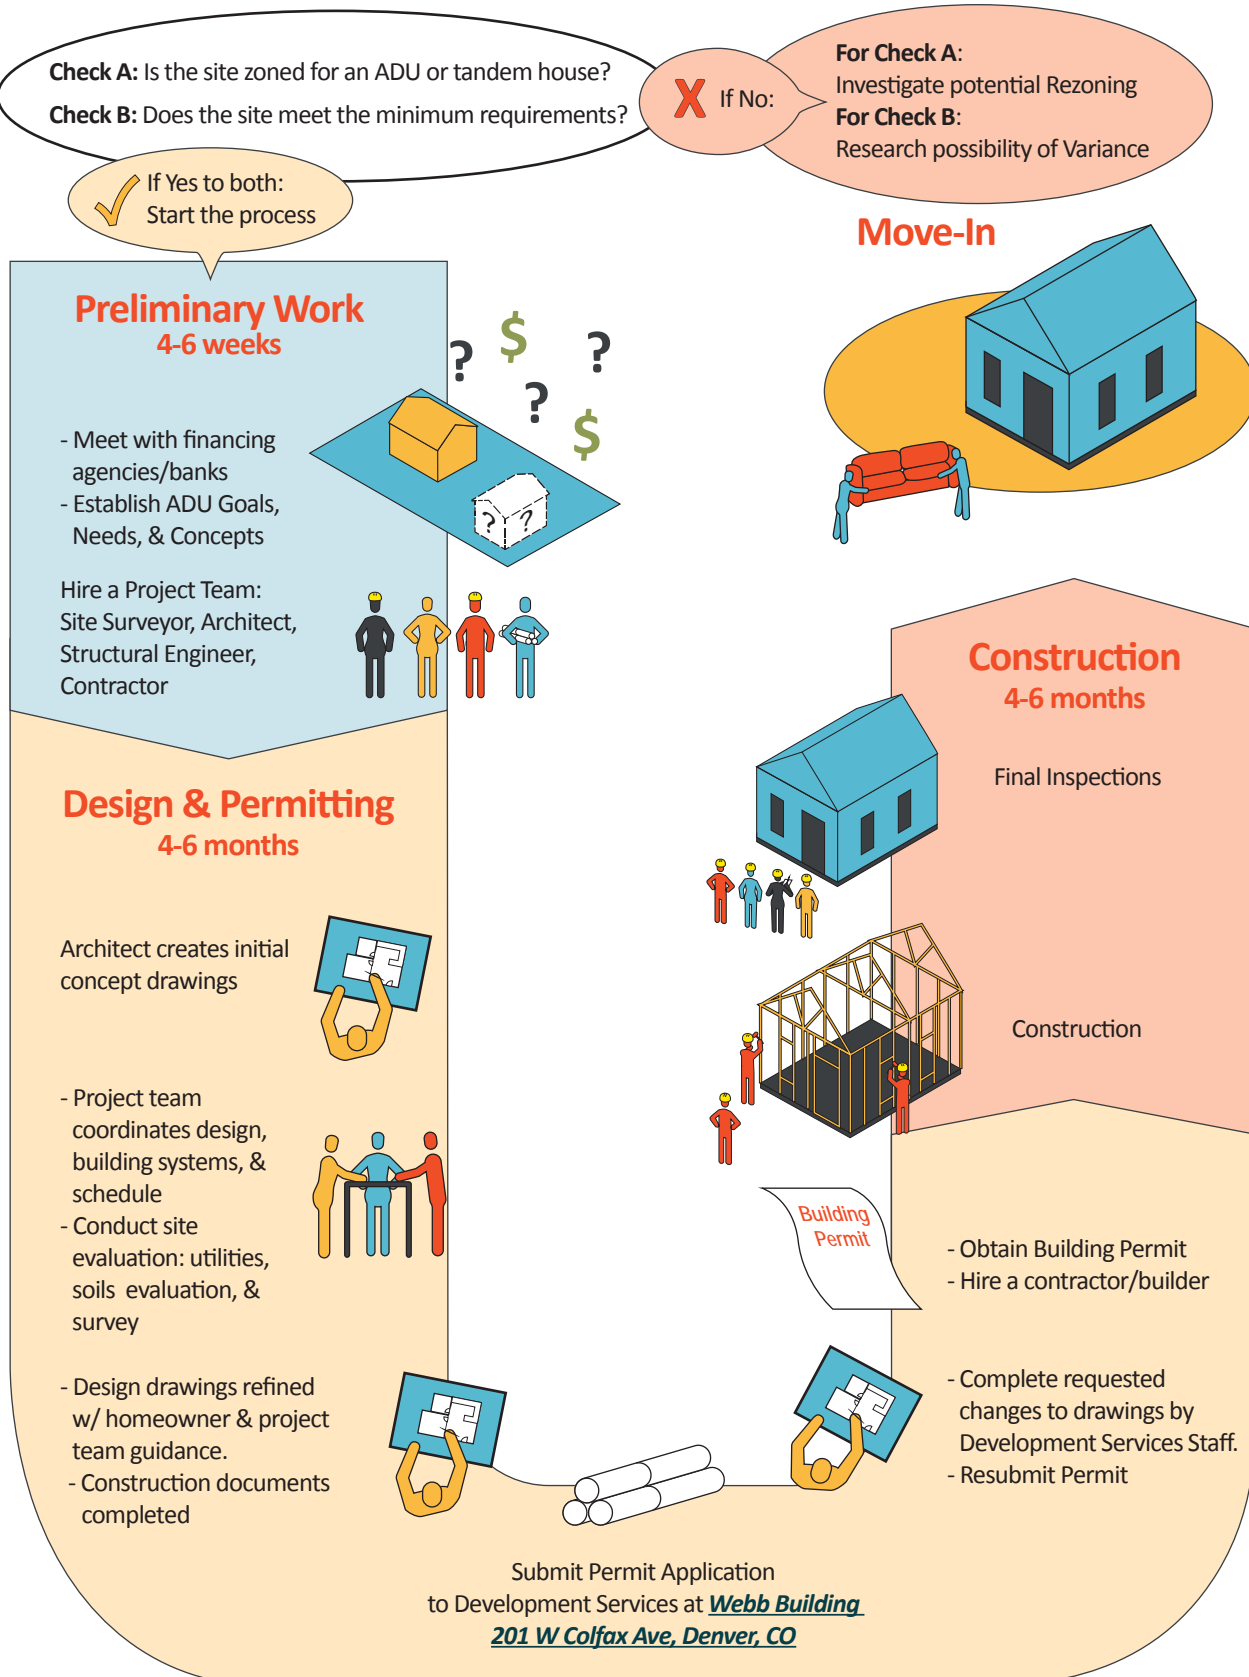 Check A: Is the site zoned for an ADU or tandem house?
Check B: Does the site meet the minimum requirements?
X If No:
For Check A:
Investigate potential Rezoning
For Check B:
Research possibility of Variance
If Yes to both:
Start the process
Preliminary Work
4-6 weeks
- Meet with financing
agencies/banks
- Establish ADU Goals,
Needs, & Concepts
? $ ?
? $
? ?
Hire a Project Team:
Site Surveyor, Architect,
Structural Engineer,
Contractor
Design & Permitting
4-6 months
Architect creates initial
concept drawings
- Project team
coordinates design,
building systems, &
schedule
- Conduct site
evaluation: utilities,
soils evaluation, &
survey
- Design drawings refined
w/ homeowner & project
team guidance.
- Construction documents
completed
Submit Permit Application
to Development Services at Webb Building
201 W Colfax Ave, Denver, CO
- Complete requested
changes to drawings by
Development Services Staff.
- Resubmit Permit
Building
Permit
- Obtain Building Permit
- Hire a contractor/builder
Construction
4-6 months
Final Inspections
Construction
Move-In